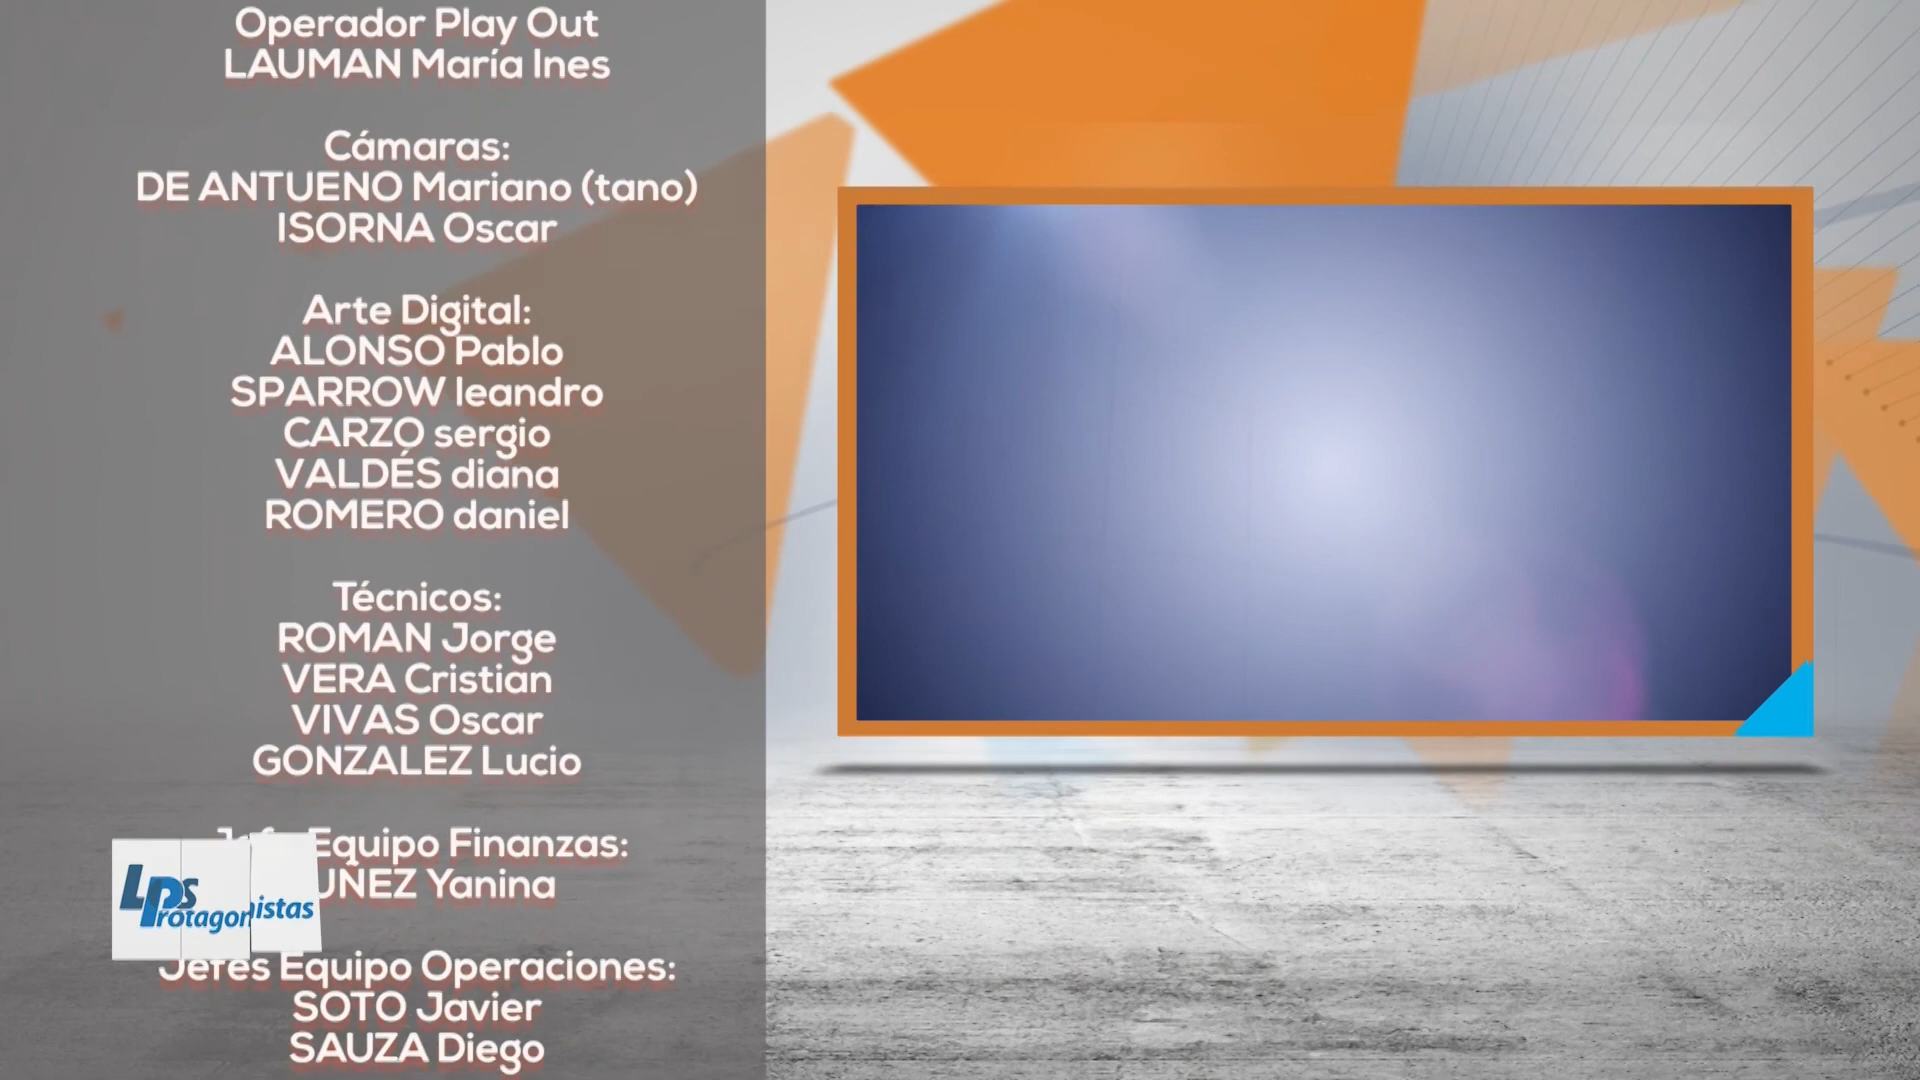 Operador Play Out
LAUMAN María Ines
Cámaras:
DE ANTUENO Mariano (tano)
ISORNA Oscar
Arte Digital:
ALONSO Pablo
SPARROW leandro
CARZO sergio
VALDÉS diana
ROMERO daniel
Técnicos:
ROMAN Jorge
VERA Cristian
VIVAS Oscar
GONZALEZ Lucio
Equipo Finanzas:
Yanina
LPs
Protagonistas
Jefes Equipo Operaciones:
SOTO Javier
SAUZA Diego